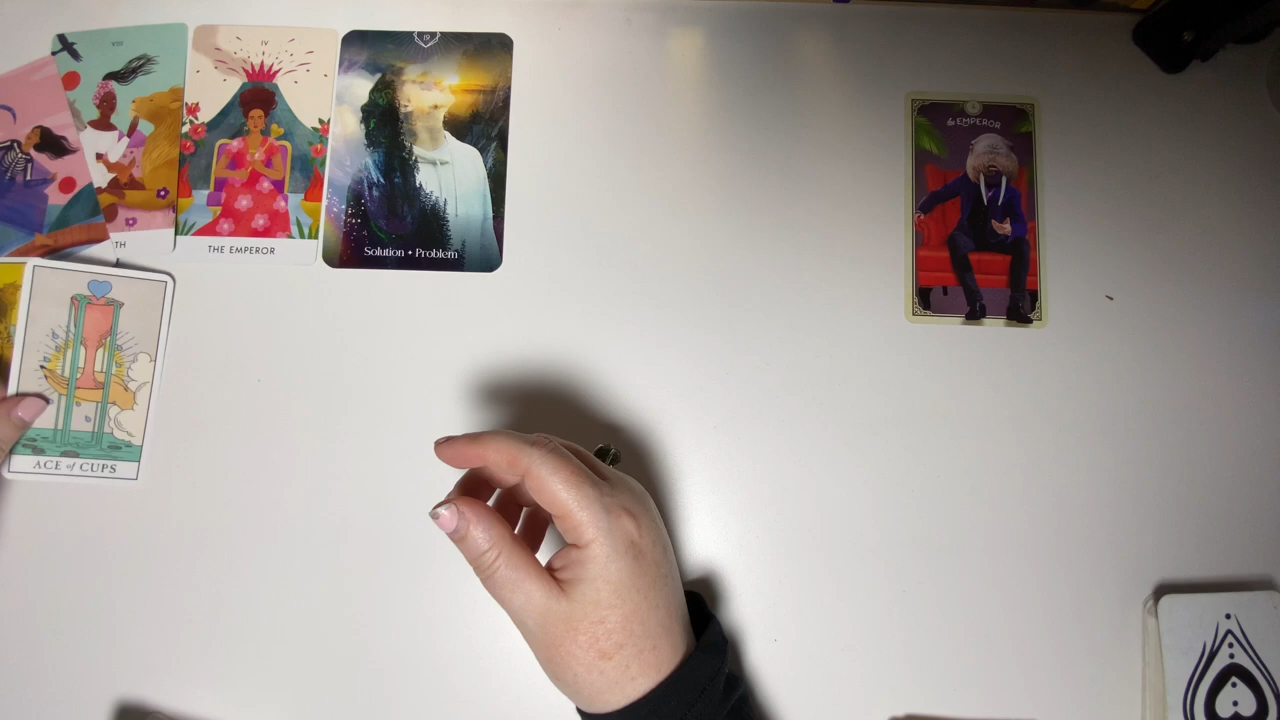 VIII
IV
19
the EMPEROR
TH
THE EMPEROR
Solution + Problem
ACE of CUPS